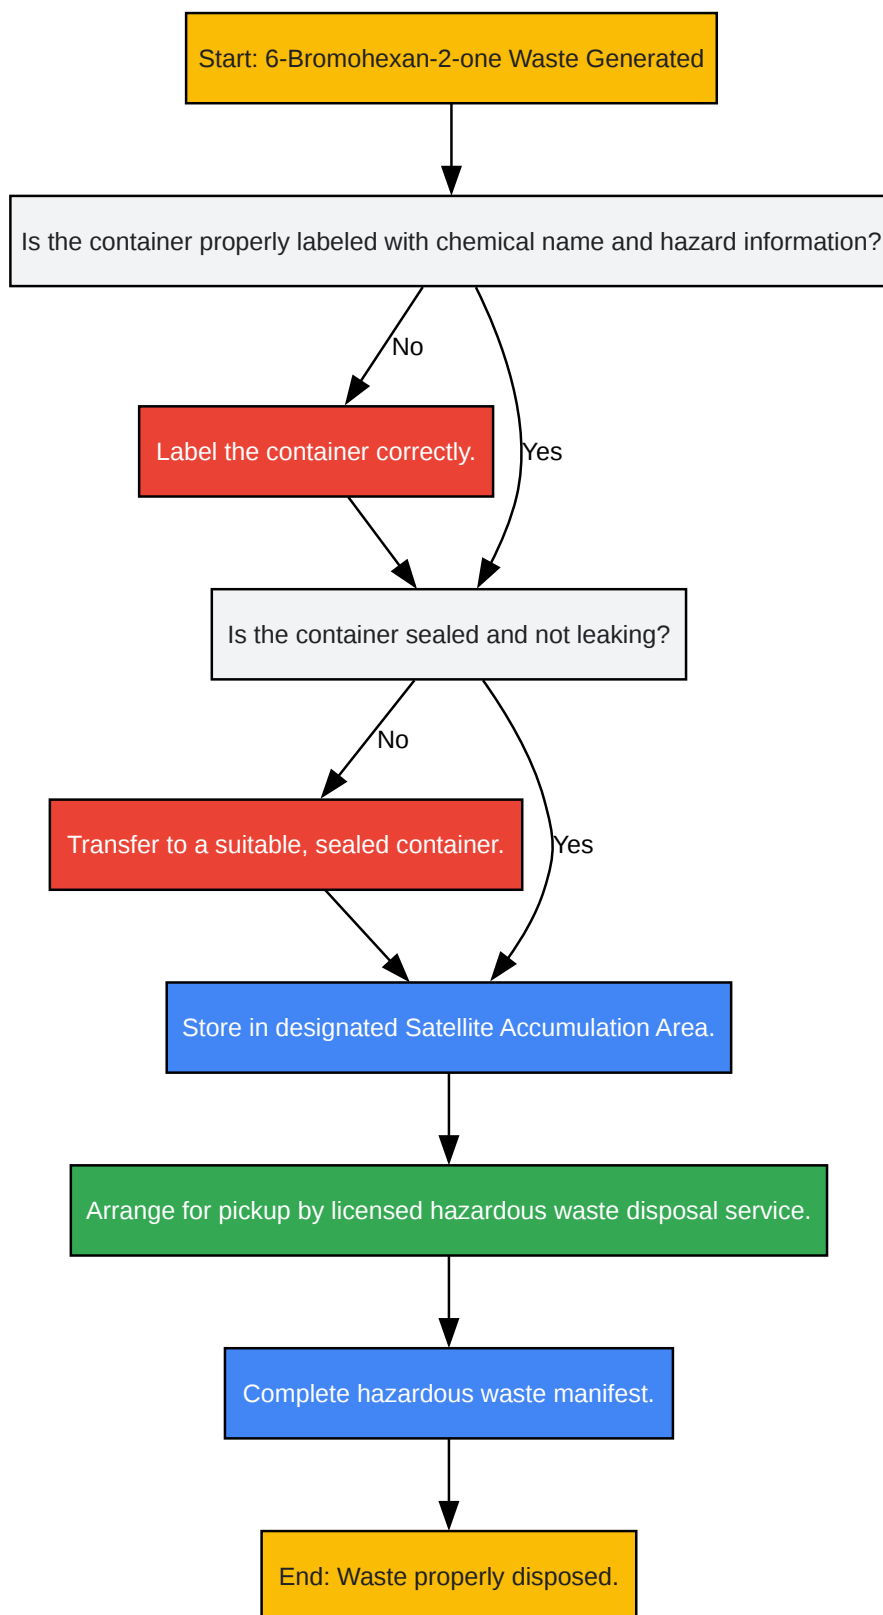 Start: 6-Bromohexan-2-one Waste Generated
Is the container properly labeled with chemical name and hazard information?
No
Label the container correctly.
Yes
Is the container sealed and not leaking?
No
Transfer to a suitable, sealed container.
Yes
Store in designated Satellite Accumulation Area.
Arrange for pickup by licensed hazardous waste disposal service.
Complete hazardous waste manifest.
End: Waste properly disposed.